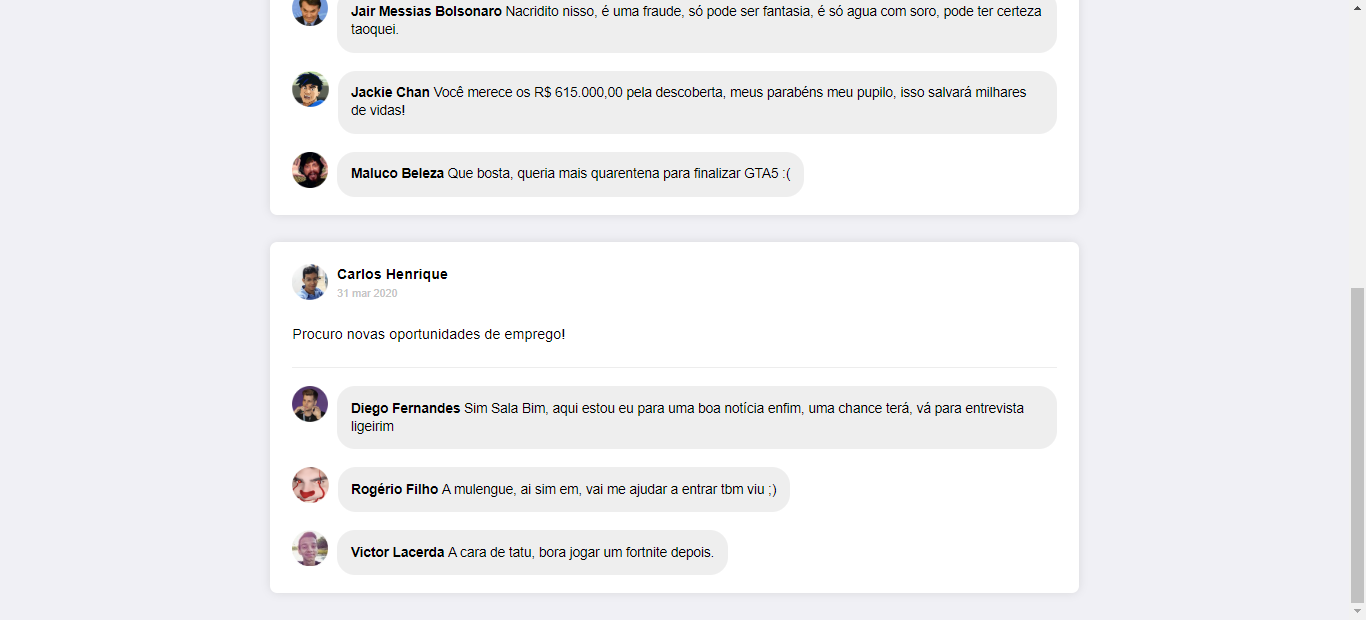 Jair Messias Bolsonaro Nacridito nisso, é uma fraude, só pode ser fantasia, é só agua com soro, pode ter certeza
taoquei.
Jackie Chan Você merece os R$ 615.000,00 pela descoberta, meus parabéns meu pupilo, isso salvará milhares
de vidas!
Maluco Beleza Que bosta, queria mais quarentena para finalizar GTA5 :(
Carlos Henrique
31 mar 2020
Procuro novas oportunidades de emprego!
Diego Fernandes Sim Sala Bim, aqui estou eu para uma boa notícia enfim, uma chance terá, vá para entrevista
ligeirim
Rogério Filho A mulengue, ai sim em, vai me ajudar a entrar tbm viu ;)
Victor Lacerda A cara de tatu, bora jogar um fortnite depois.